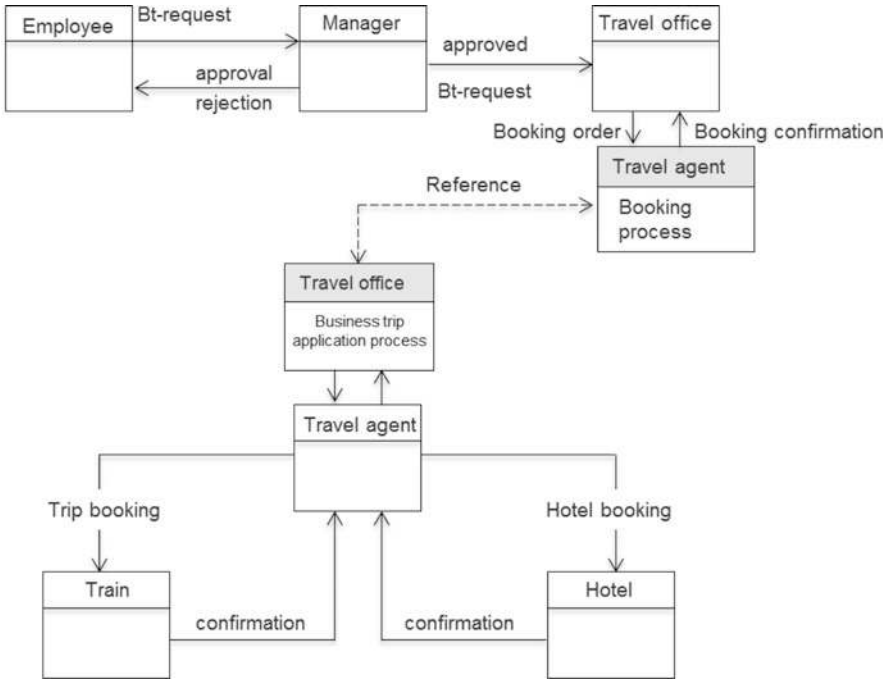 Employee
Bt-request
Manager
approved
Travel office
approval
rejection
Bt-request
Booking order
Booking confirmation
Travel agent
Booking
process
Reference
Travel office
Business trip
application process
Travel agent
Trip booking
Hotel booking
Train
confirmation
confirmation
Hotel